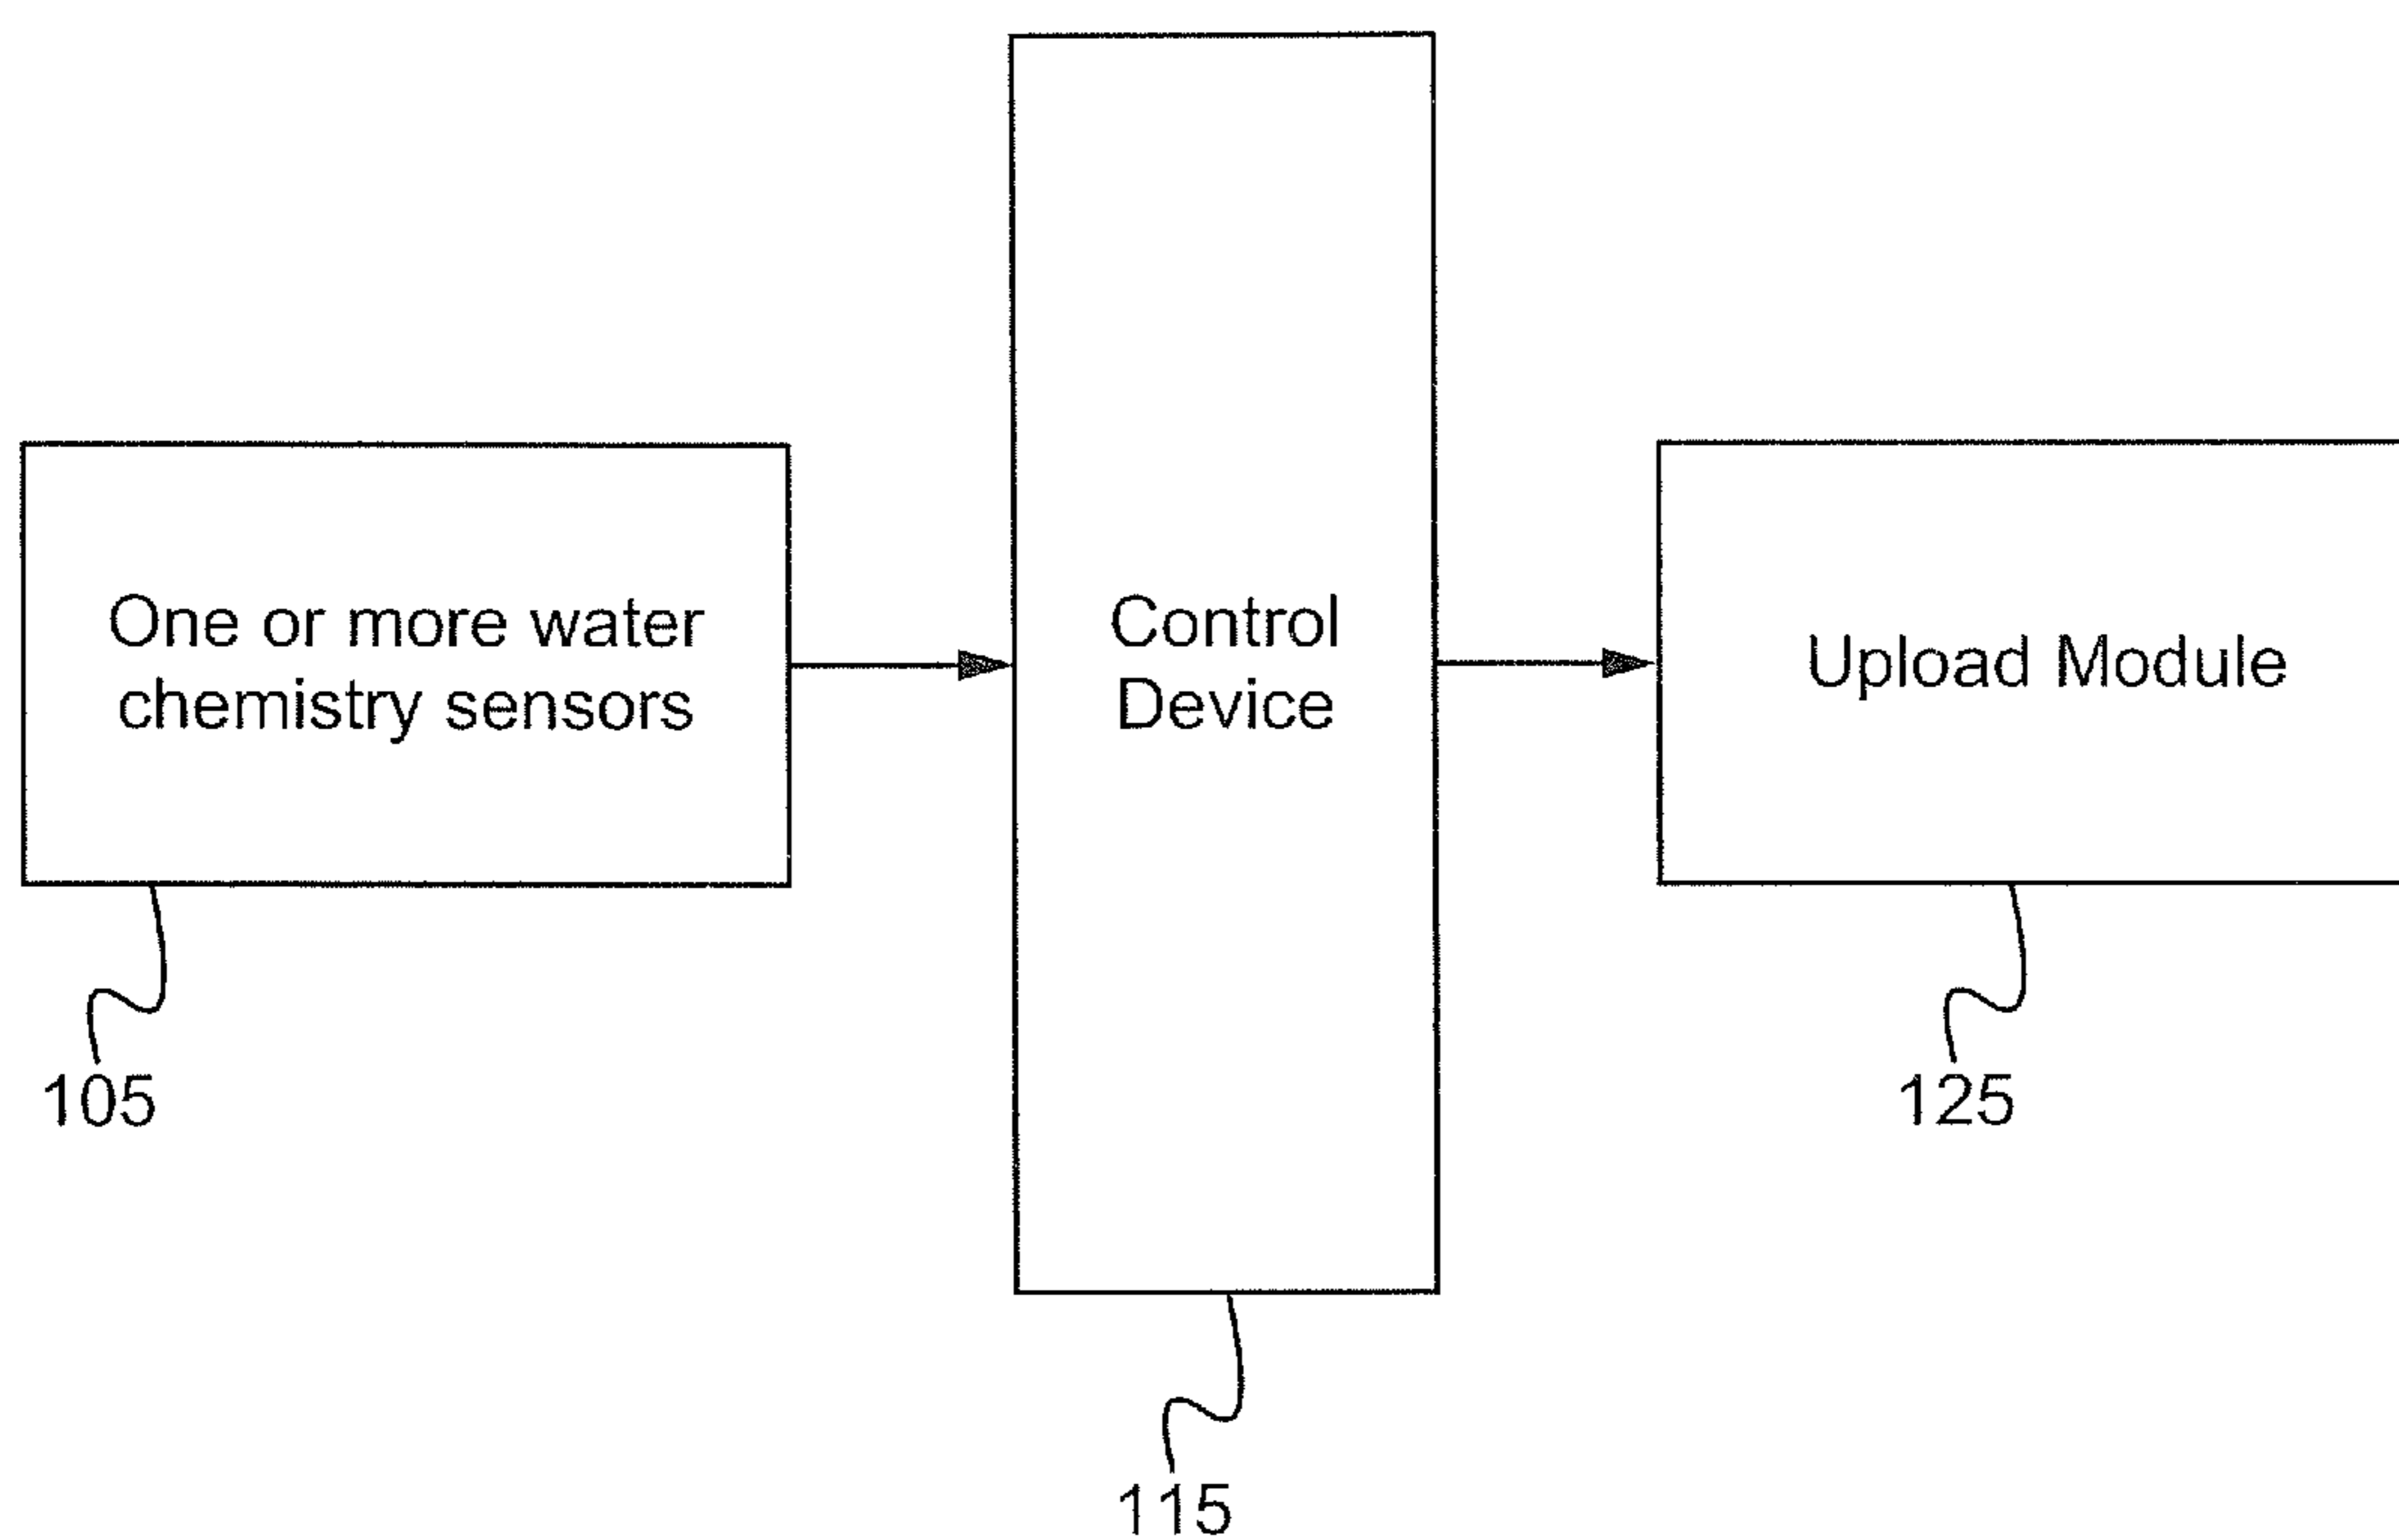 One or more water
chemistry sensors
Control
Device
Upload Module
105
125
115